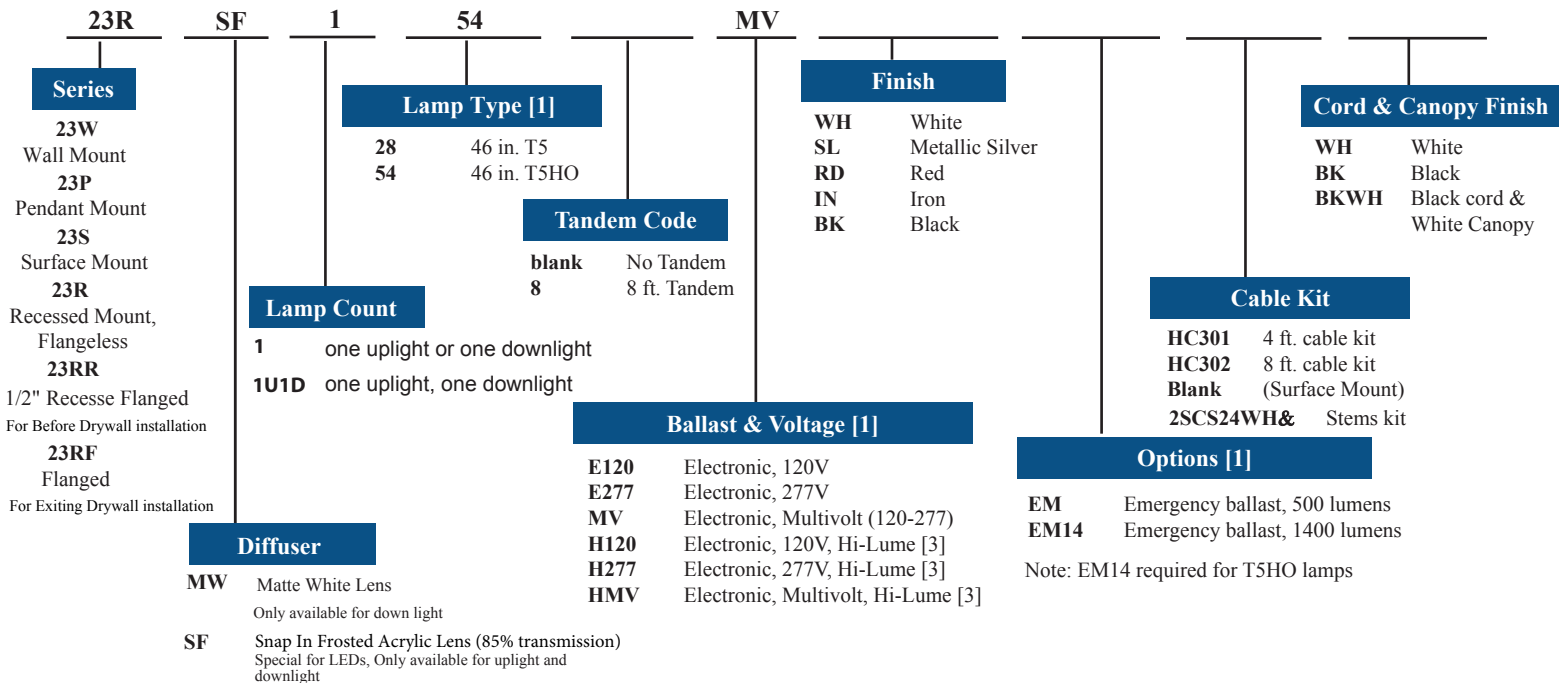 23R SF 1 54 MV
Series
23W
Wall Mount
23P
Pendant Mount
23S
Surface Mount
23R
Recessed Mount,
Flangeless
23RR
1/2" Recesse Flanged
For Before Drywall installation
23RF
Flanged
For Exiting Drywall installation
Diffuser
MW Matte White Lens
Only available for down light
SF Snap In Frosted Acrylic Lens (85% transmission)
Special for LEDs, Only available for uplight and
downlight
Lamp Count
1 one uplight or one downlight
1U1D one uplight, one downlight
Lamp Type [1]
28 46 in. T5
54 46 in. T5HO
Tandem Code
blank No Tandem
8 8 ft. Tandem
Ballast & Voltage [1]
E120 Electronic, 120V
E277 Electronic, 277V
MV Electronic, Multivolt (120-277)
H120 Electronic, 120V, Hi-Lume [3]
H277 Electronic, 277V, Hi-Lume [3]
HMV Electronic, Multivolt, Hi-Lume [3]
Finish
WH White
SL Metallic Silver
RD Red
IN Iron
BK Black
Options [1]
EM Emergency ballast, 500 lumens
EM14 Emergency ballast, 1400 lumens
Note: EM14 required for T5HO lamps
Cable Kit
HC301 4 ft. cable kit
HC302 8 ft. cable kit
Blank (Surface Mount)
2SCS24WH& Stems kit
Cord & Canopy Finish
WH White
BK Black
BKWH Black cord &
White Canopy